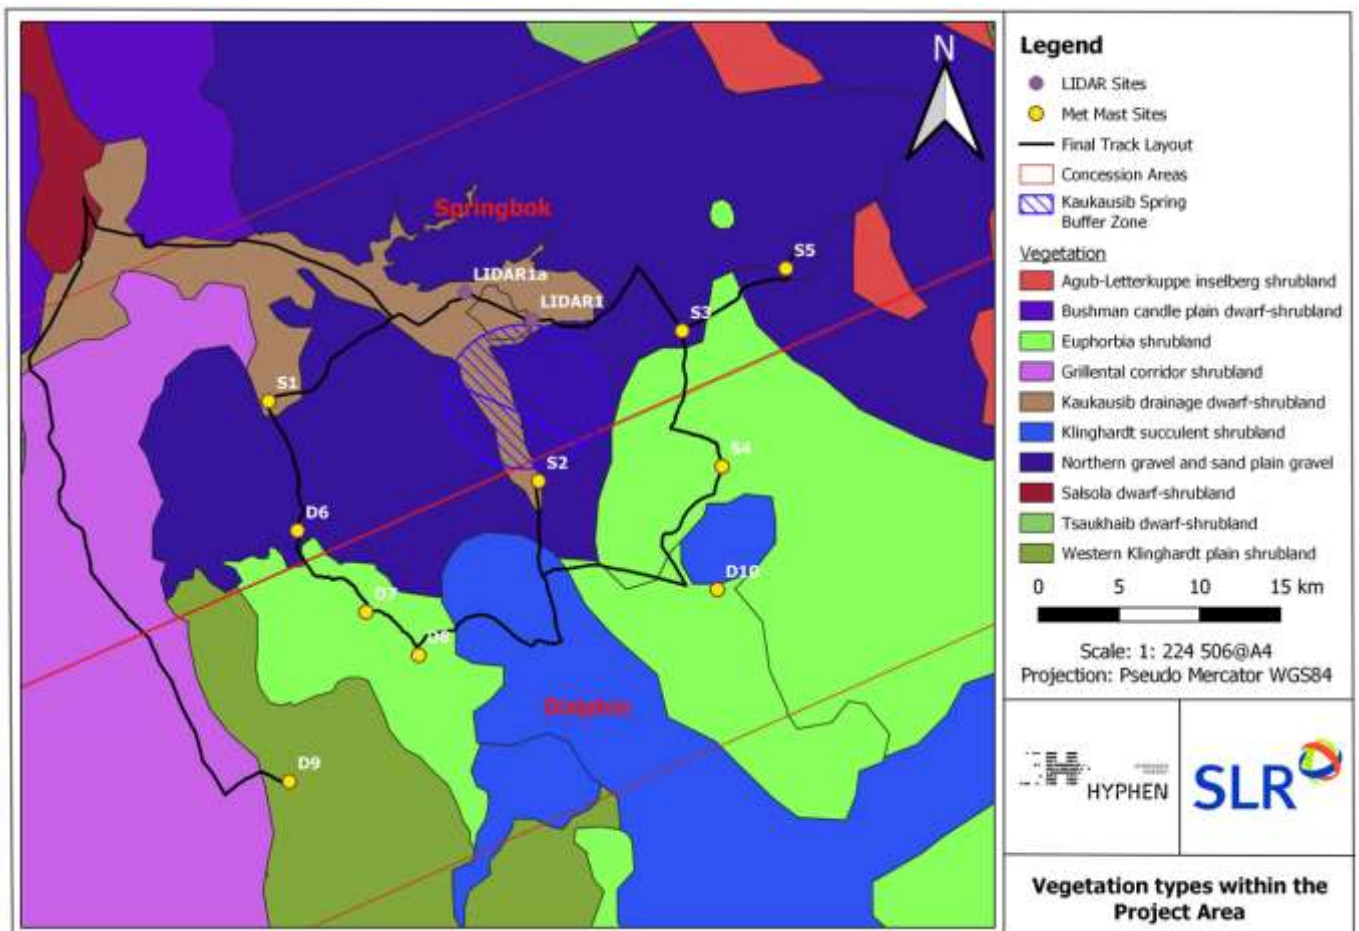 N
Springbok
S5
LIDAR1a
LIDAR1
S3
S1
S2
S4
D6
D10
D7
D8
D9
Legend
LIDAR Sites
Met Mast Sites
Final Track Layout
Concession Areas
Kaukausib Spring
Buffer Zone
Vegetation
Agub-Letterkuppe inselberg shrubland
Bushman candle plain dwarf-shrubland
Euphorbia shrubland
Grillental corridor shrubland
Kaukausib drainage dwarf-shrubland
Klinghardt succulent shrubland
Northern gravel and sand plain gravel
Salsola dwarf-shrubland
Tsaukhaib dwarf-shrubland
Western Klinghardt plain shrubland
0 5 10 15 km
Scale: 1: 224 506@A4
Projection: Pseudo Mercator WGS84
HYPHEN
SLR
Vegetation types within the
Project Area